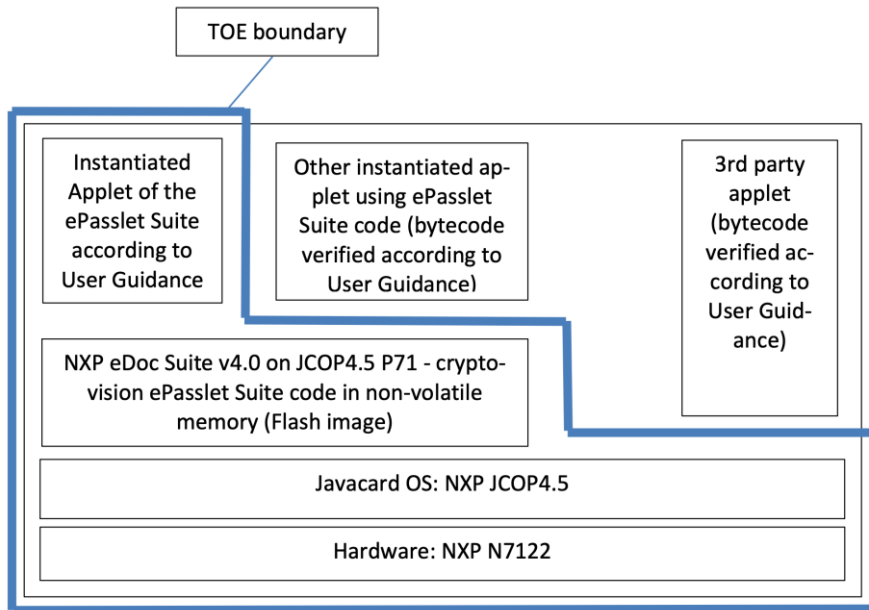 TOE boundary
Instantiated
Applet of the
ePasslet Suite
according to
User Guidance
Other instantiated ap-
plet using ePasslet
Suite code (bytecode
verified according to
User Guidance)
3rd party
applet
(bytecode
verified ac-
cording to
User Guid-
ance)
NXP eDoc Suite v4.0 on JCOP4.5 P71 - crypto-
vision ePasslet Suite code in non-volatile
memory (Flash image)
Javacard OS: NXP JCOP4.5
Hardware: NXP N7122